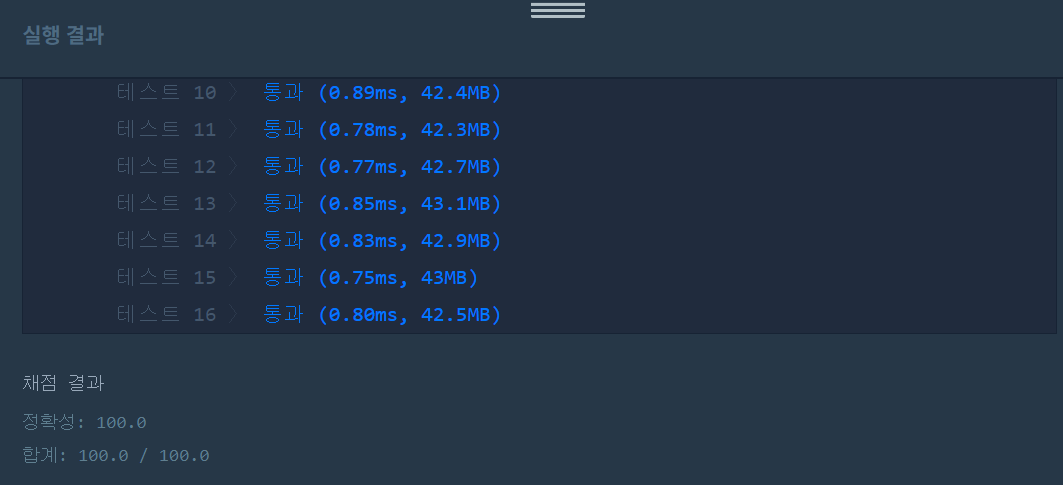 실행 결과
테스트 10 〉 통과 (0.89ms, 42.4MB)
테스트 11 〉 통과 (0.78ms, 42.3MB)
테스트 12 〉 통과 (0.77ms, 42.7MB)
테스트 13 〉 통과 (0.85ms, 43.1MB)
테스트 14 〉 통과 (0.83ms, 42.9MB)
테스트 15 〉 통과 (0.75ms, 43MB)
테스트 16 〉 통과 (0.80ms, 42.5MB)
채점 결과
정확성: 100.0
합계: 100.0 / 100.0